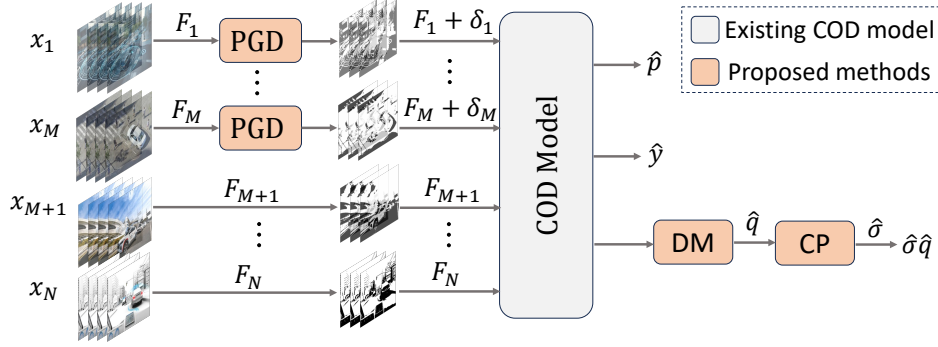 x₁ F₁ PGD F₁ + δ₁
x_M F_M PGD F_M + δ_M
x_{M+1} F_{M+1} F_{M+1}
x_N F_N F_N
COD Model
p̂
ŷ
DM q̂ CP σ̂ σ̂q̂
Existing COD model
Proposed methods